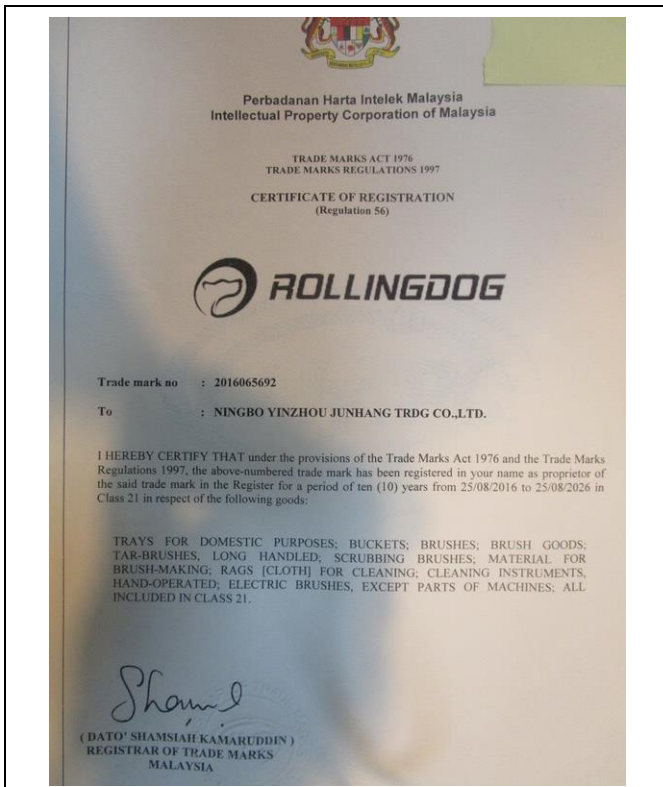 Perbadanan Harta Intelek Malaysia
Intellectual Property Corporation of Malaysia
TRADE MARKS ACT 1976
TRADE MARKS REGULATIONS 1997
CERTIFICATE OF REGISTRATION
(Regulation 56)
ROLLINGDOG
Trade mark no : 2016065692
To : NINGBO YINZHOU JUNHANG TRDG CO.,LTD.
I HEREBY CERTIFY THAT under the provisions of the Trade Marks Act 1976 and the Trade Marks
Regulations 1997, the above-numbered trade mark has been registered in your name as proprietor of
the said trade mark in the Register for a period of ten (10) years from 25/08/2016 to 25/08/2026 in
Class 21 in respect of the following goods:
TRAYS FOR DOMESTIC PURPOSES; BUCKETS; BRUSHES; BRUSH GOODS;
TAR-BRUSHES, LONG HANDLED; SCRUBBING BRUSHES; MATERIAL FOR
BRUSH-MAKING; RAGS [CLOTH] FOR CLEANING; CLEANING INSTRUMENTS,
HAND-OPERATED; ELECTRIC BRUSHES, EXCEPT PARTS OF MACHINES; ALL
INCLUDED IN CLASS 21.
( DATO' SHAMSIAH KAMARUDDIN )
REGISTRAR OF TRADE MARKS
MALAYSIA